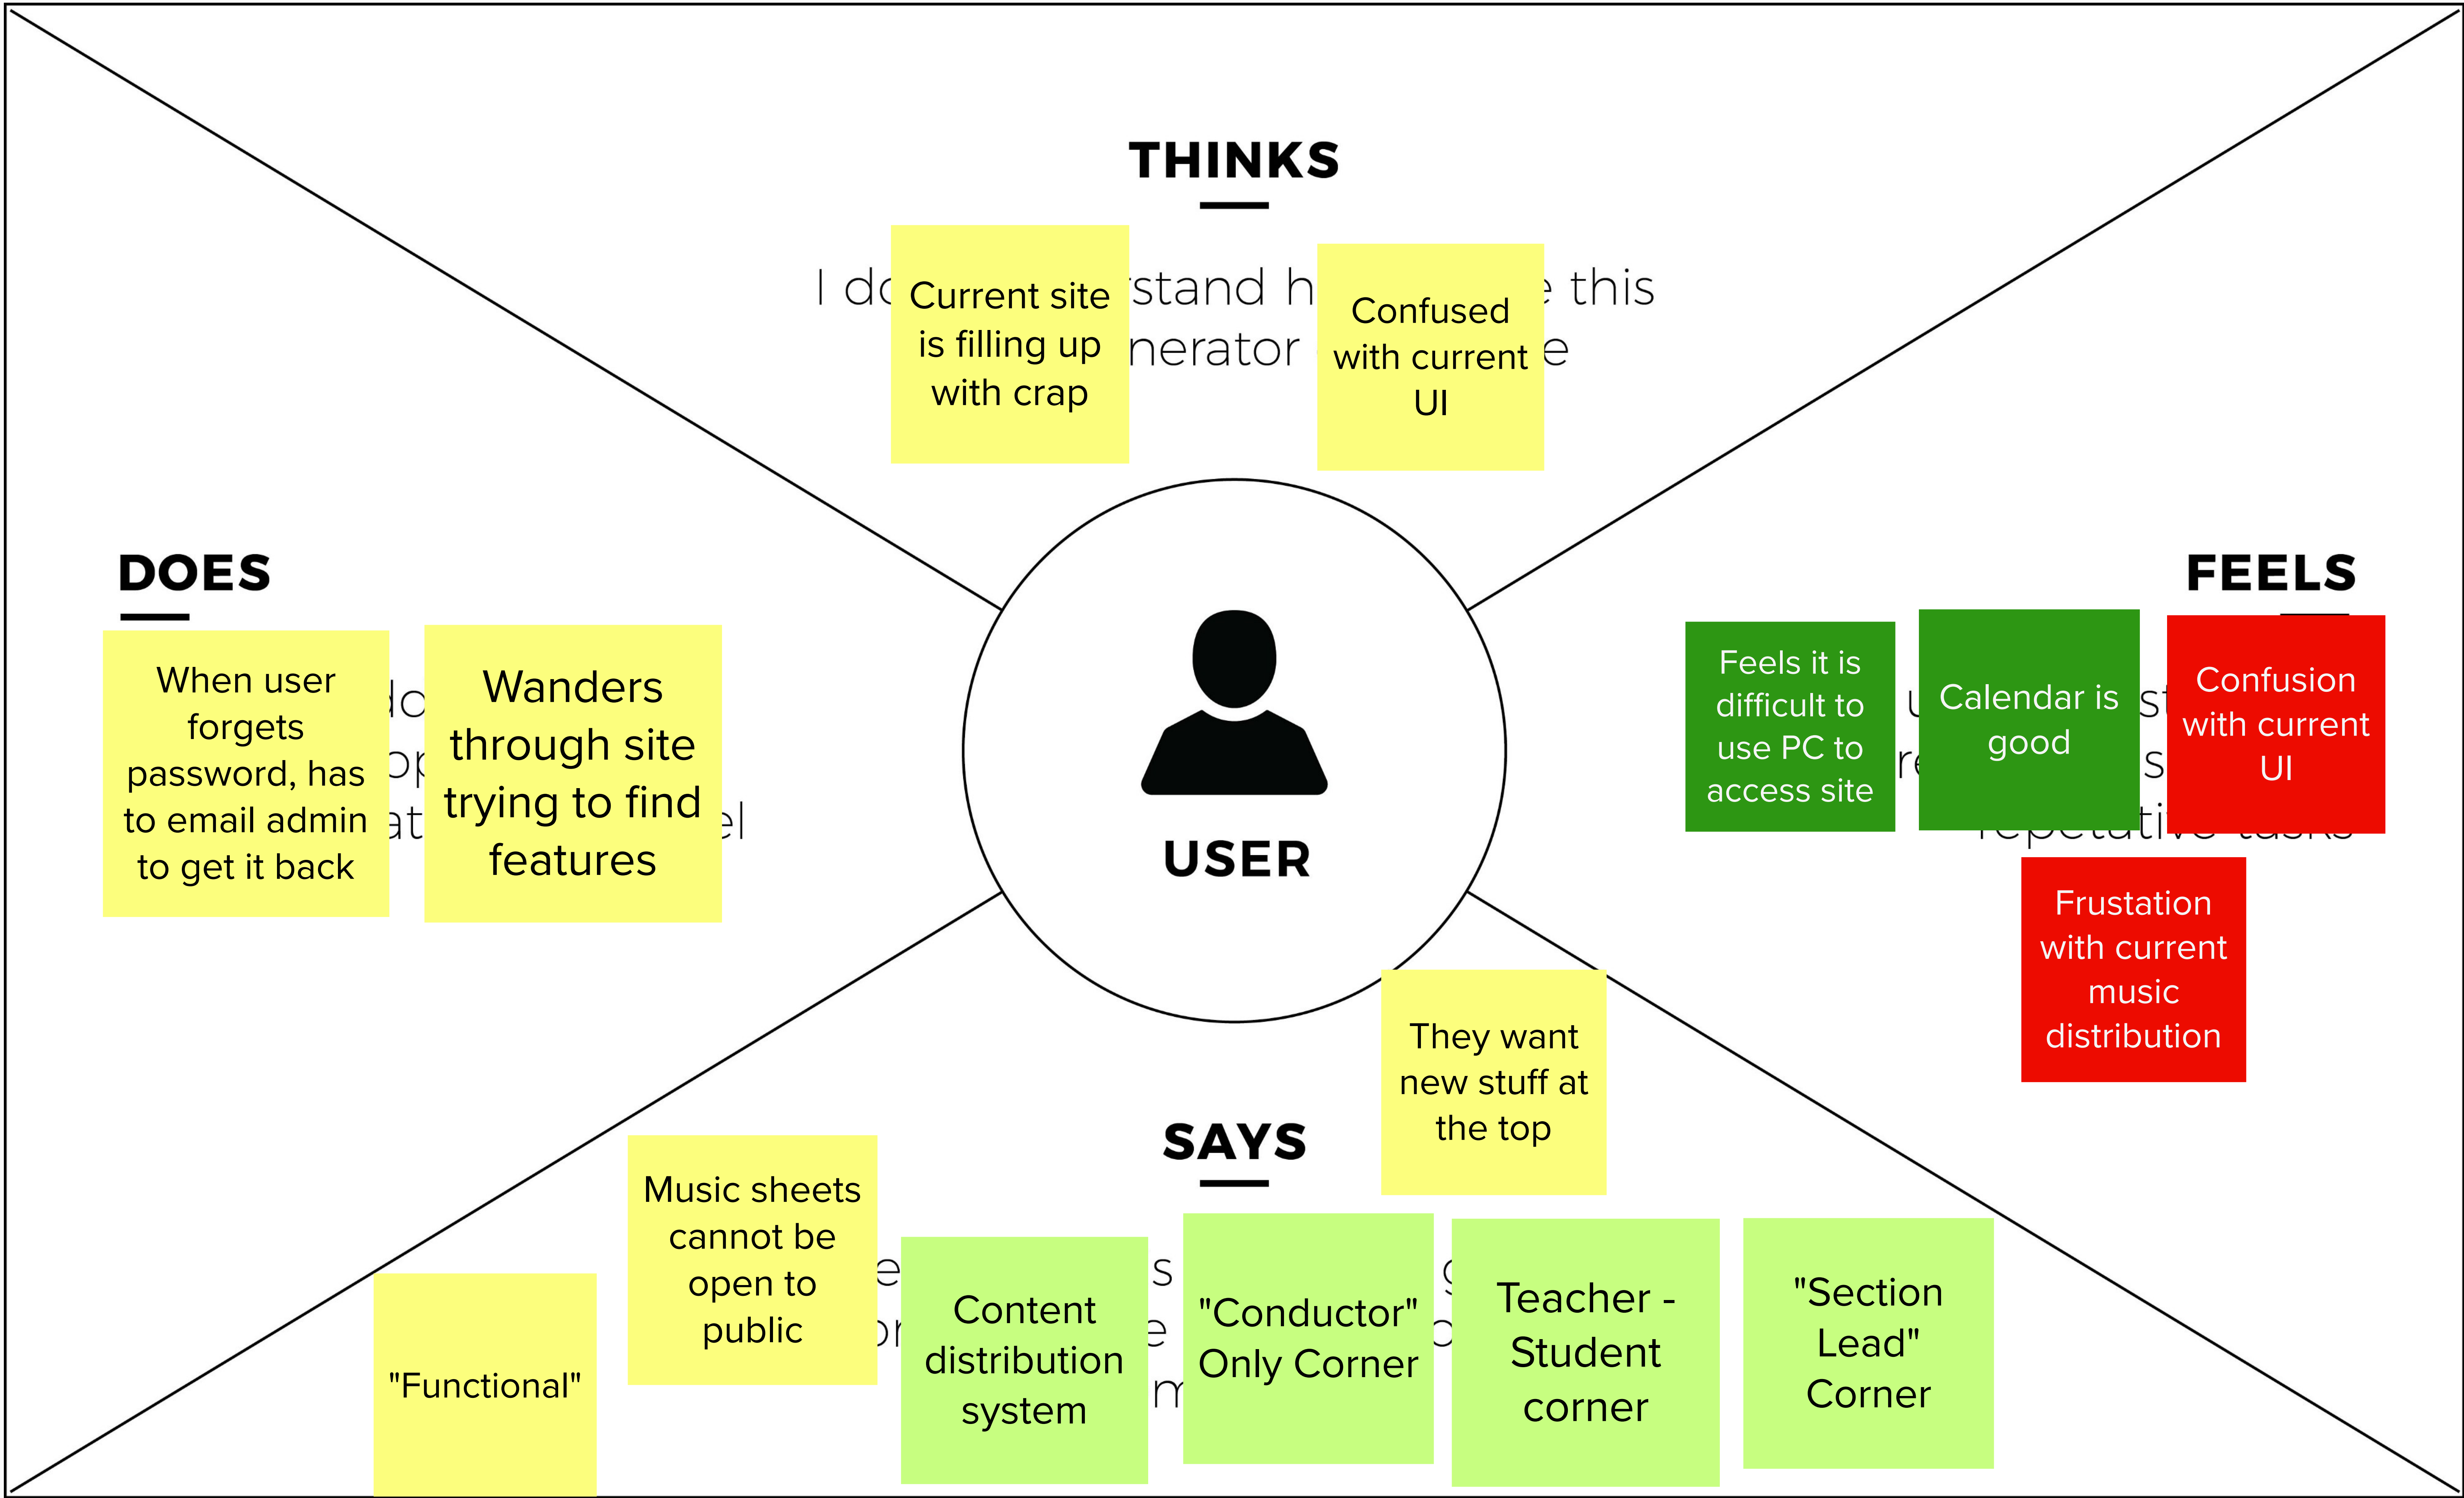 THINKS
I
this
Current site
is filling up
with crap
Confused
with current
UI
DOES
When user
forgets
password, has
to email admin
to get it back
Wanders
through site
trying to find
features
USER
FEELS
Feels it is
difficult to
use PC to
access site
Calendar is
good
Confusion
with current
UI
Frustation
with current
music
distribution
SAYS
They want
new stuff at
the top
Music sheets
cannot be
open to
public
"Functional"
Content
distribution
system
"Conductor"
Only Corner
Teacher -
Student
corner
"Section
Lead"
Corner